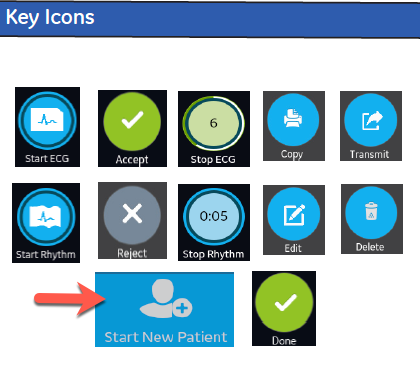 Key Icons
Start ECG
Accept
6
Stop ECG
Copy
Transmit
Start Rhythm
Reject
0:05
Stop Rhythm
Edit
Delete
Start New Patient
Done